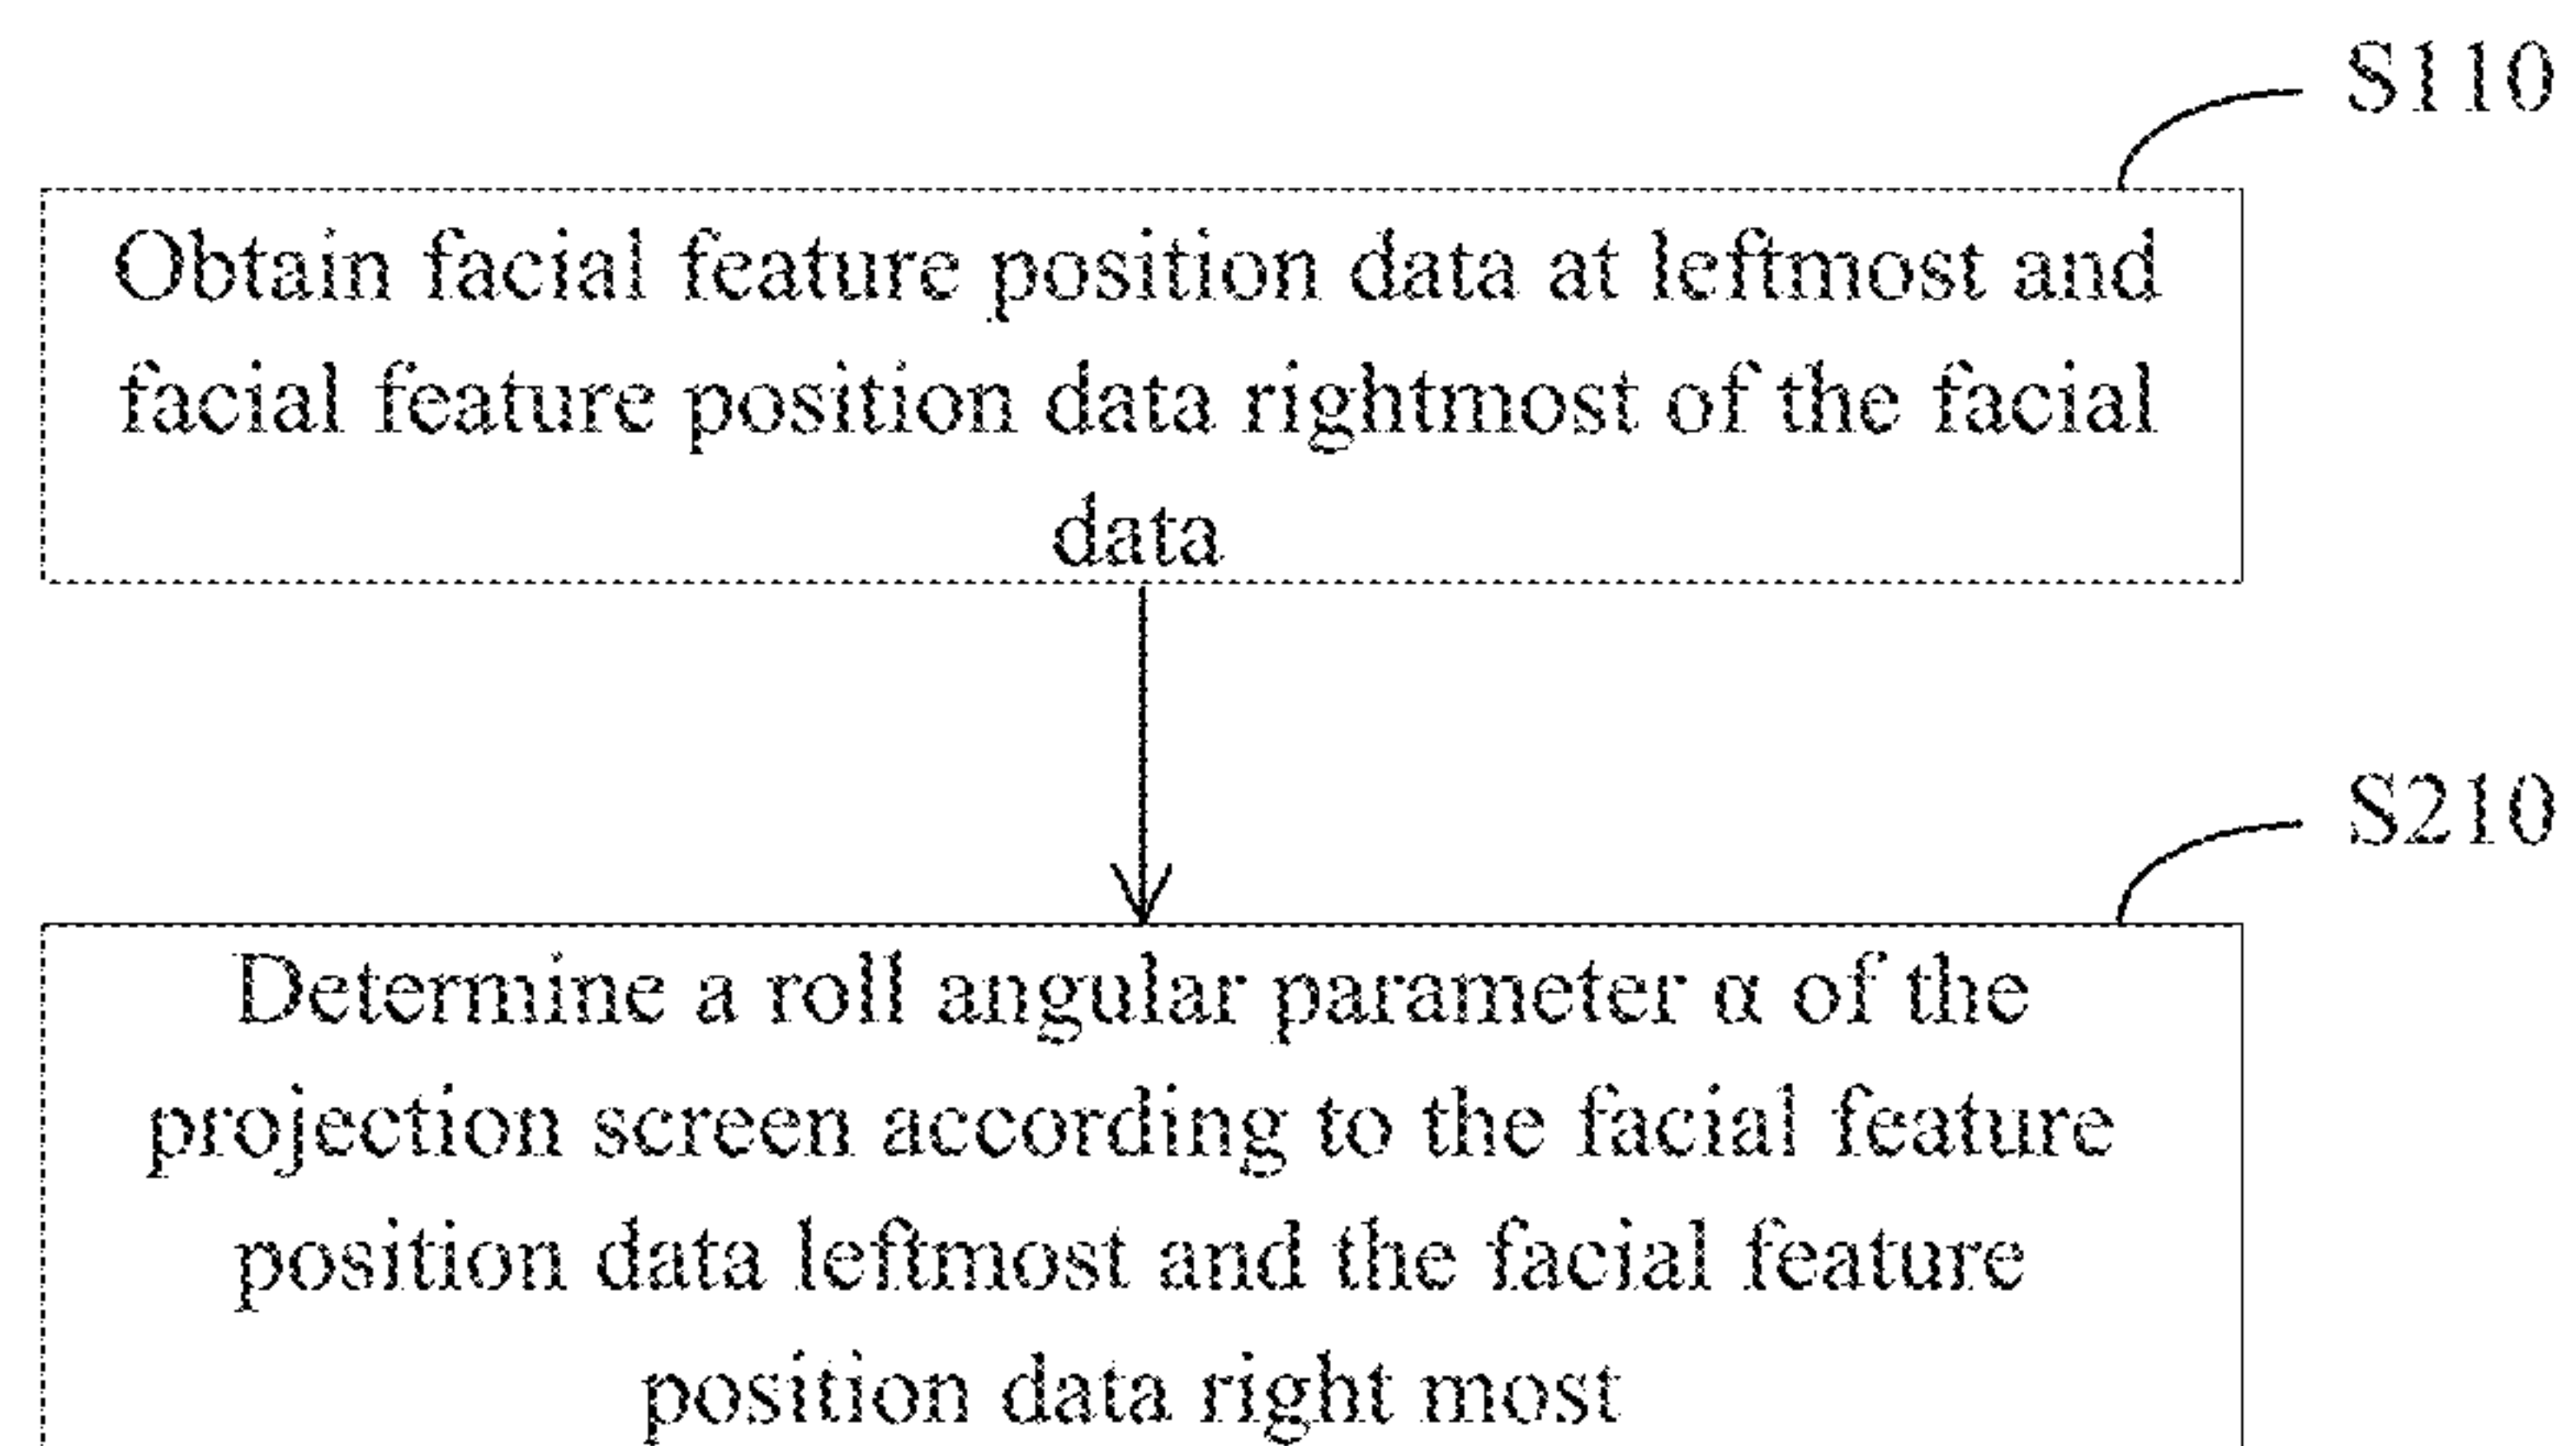 S110
Obtain facial feature position data at leftmost and
facial feature position data rightmost of the facial
data
S210
Determine a roll angular parameter α of the
projection screen according to the facial feature
position data leftmost and the facial feature
position data right most